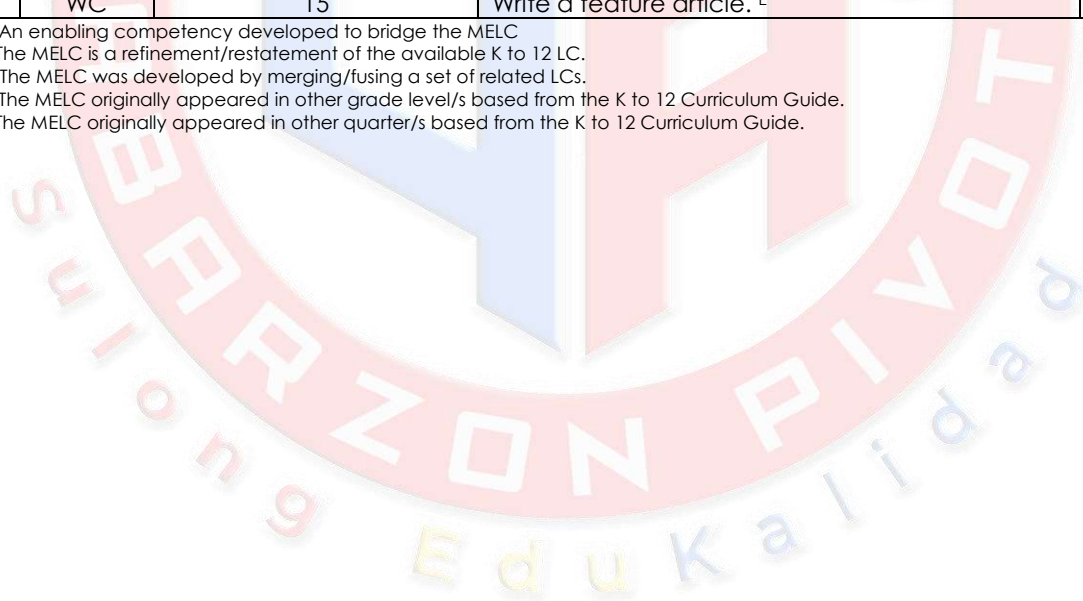 WC 15 Write a feature article. E
An enabling competency developed to bridge the MELC
The MELC is a refinement/restatement of the available K to 12 LC.
The MELC was developed by merging/fusing a set of related LCs.
The MELC originally appeared in other grade level/s based from the K to 12 Curriculum Guide.
The MELC originally appeared in other quarter/s based from the K to 12 Curriculum Guide.
4A
BARZON PIVOT
Sulong EduKalidad